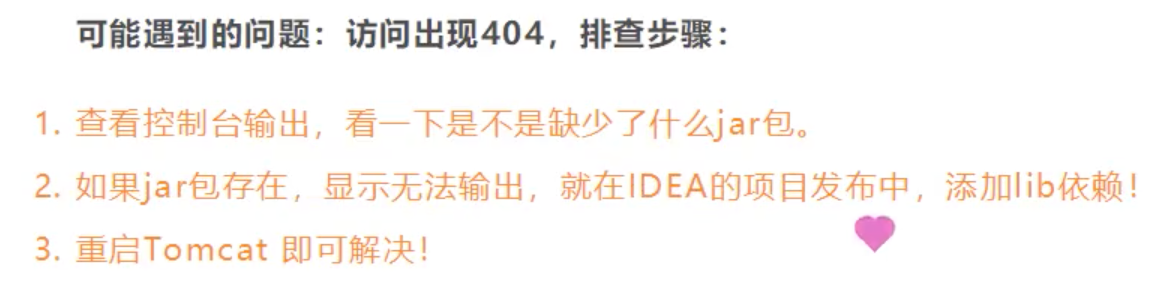 可能遇到的问题：访问出现404，排查步骤：
1. 查看控制台输出，看一下是不是缺少了什么jar包。
2. 如果jar包存在，显示无法输出，就在IDEA的项目发布中，添加lib依赖！
3. 重启Tomcat 即可解决！